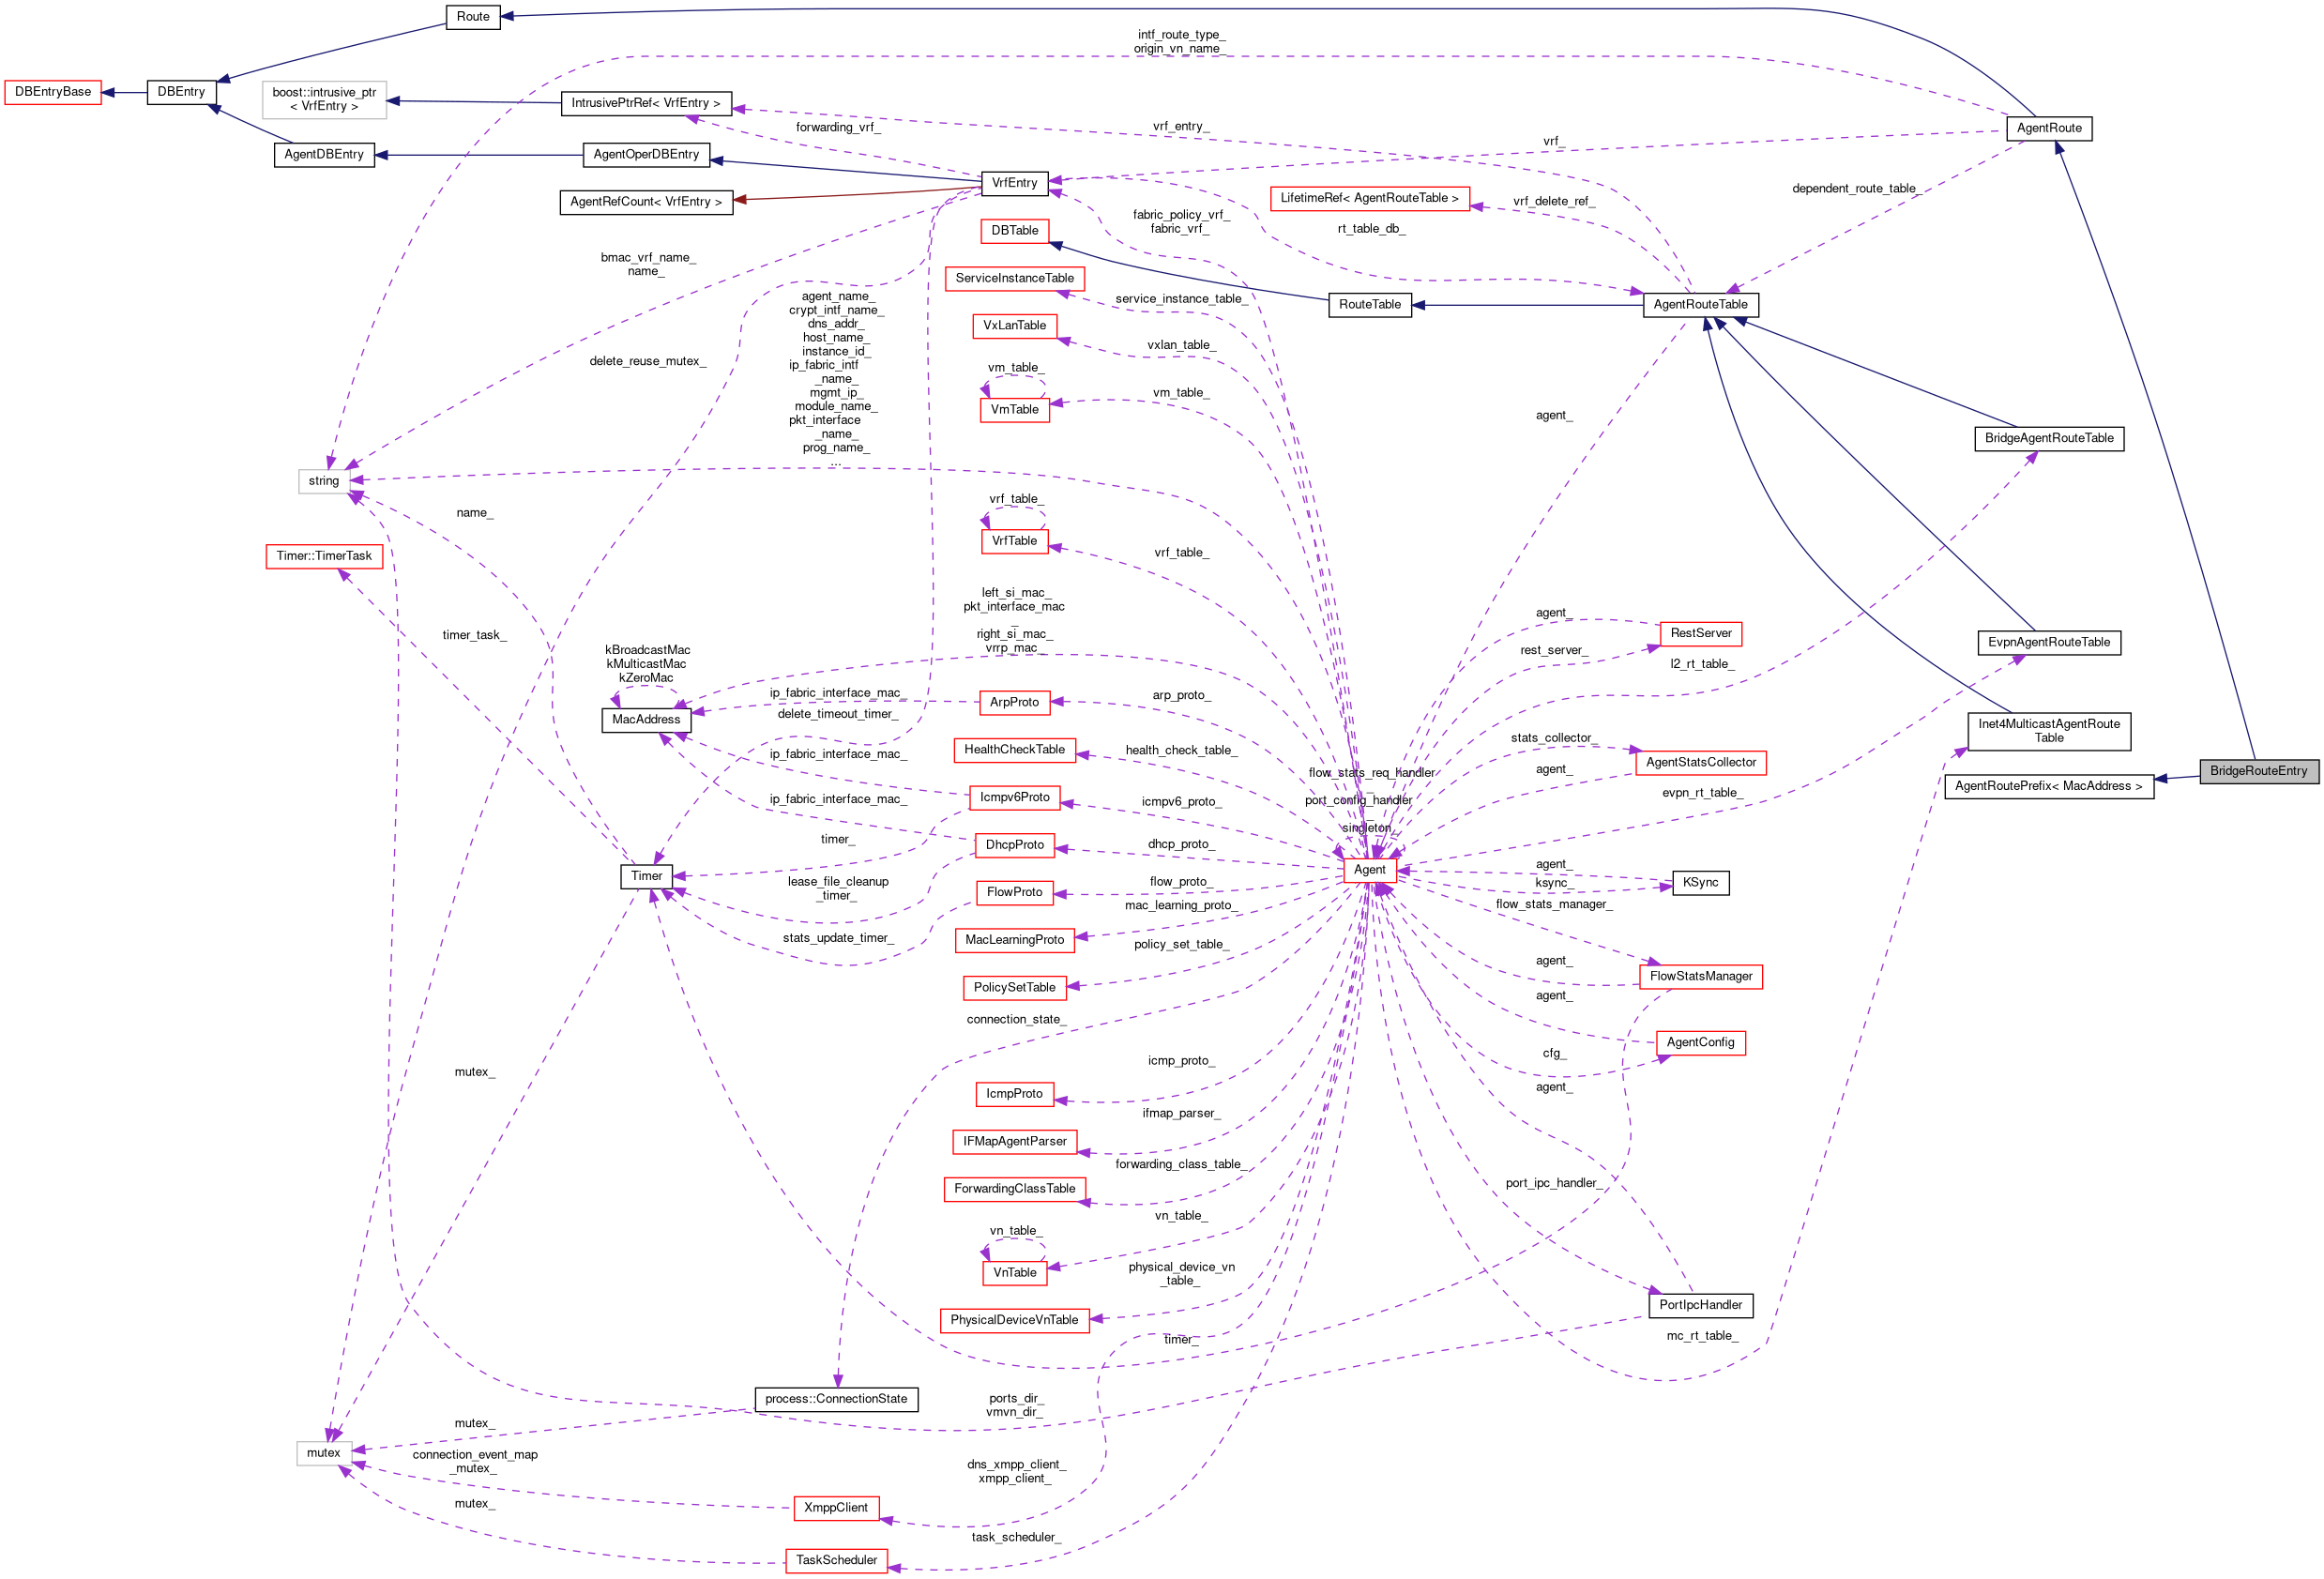 Route
intf_route_type_
origin_vn_name_
DBEntryBase
DBEntry
boost::intrusive_ptr
< VrfEntry >
IntrusivePtrRef< VrfEntry >
forwarding_vrf_
vrf_entry_
vrf_
AgentRoute
AgentDBEntry
AgentOperDBEntry
VrfEntry
AgentRefCount< VrfEntry >
LifetimeRef< AgentRouteTable >
vrf_delete_ref_
dependent_route_table_
fabric_policy_vrf_
fabric_vrf_
rt_table_db_
DBTable
bmac_vrf_name_
name_
ServiceInstanceTable
service_instance_table_
RouteTable
AgentRouteTable
agent_name_
crypt_intf_name_
dns_addr_
host_name_
instance_id_
ip_fabric_intf
_name_
mgmt_ip_
module_name_
pkt_interface
_name_
prog_name_
...
VxLanTable
vxlan_table_
delete_reuse_mutex_
vm_table_
VmTable
vm_table_
agent_
BridgeAgentRouteTable
string
name_
vrf_table_
VrfTable
vrf_table_
Timer::TimerTask
timer_task_
left_si_mac_
pkt_interface_mac
_
right_si_mac_
vrrp_mac_
agent_
RestServer
rest_server_
l2_rt_table_
EvpnAgentRouteTable
kBroadcastMac
kMulticastMac
kZeroMac
MacAddress
ip_fabric_interface_mac_
ArpProto
arp_proto_
delete_timeout_timer_
Inet4MulticastAgentRoute
Table
stats_collector_
HealthCheckTable
health_check_table_
ip_fabric_interface_mac_
AgentStatsCollector
agent_
BridgeRouteEntry
AgentRoutePrefix< MacAddress >
flow_stats_req_handler
_
port_config_handler
_
singleton_
evpn_rt_table_
ip_fabric_interface_mac_
Icmpv6Proto
icmpv6_proto_
timer_
DhcpProto
dhcp_proto_
Timer
Agent
agent_
KSync
ksync_
lease_file_cleanup
_timer_
FlowProto
flow_proto_
flow_stats_manager_
mac_learning_proto_
MacLearningProto
stats_update_timer_
policy_set_table_
agent_
FlowStatsManager
PolicySetTable
agent_
connection_state_
AgentConfig
cfg_
mutex_
icmp_proto_
agent_
IcmpProto
ifmap_parser_
IFMapAgentParser
forwarding_class_table_
ForwardingClassTable
port_ipc_handler_
vn_table_
vn_table_
VnTable
physical_device_vn
_table_
PhysicalDeviceVnTable
PortIpcHandler
timer_
mc_rt_table_
process::ConnectionState
ports_dir_
vmvn_dir_
mutex_
mutex
connection_event_map
_mutex_
dns_xmpp_client_
xmpp_client_
XmppClient
mutex_
task_scheduler_
TaskScheduler